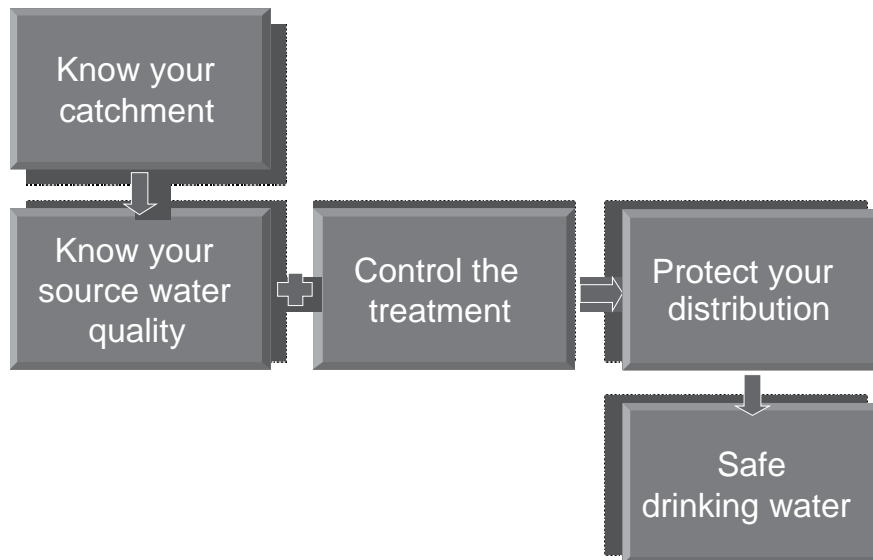 Know your
catchment
Know your
source water
quality
Control the
treatment
Protect your
distribution
Safe
drinking water